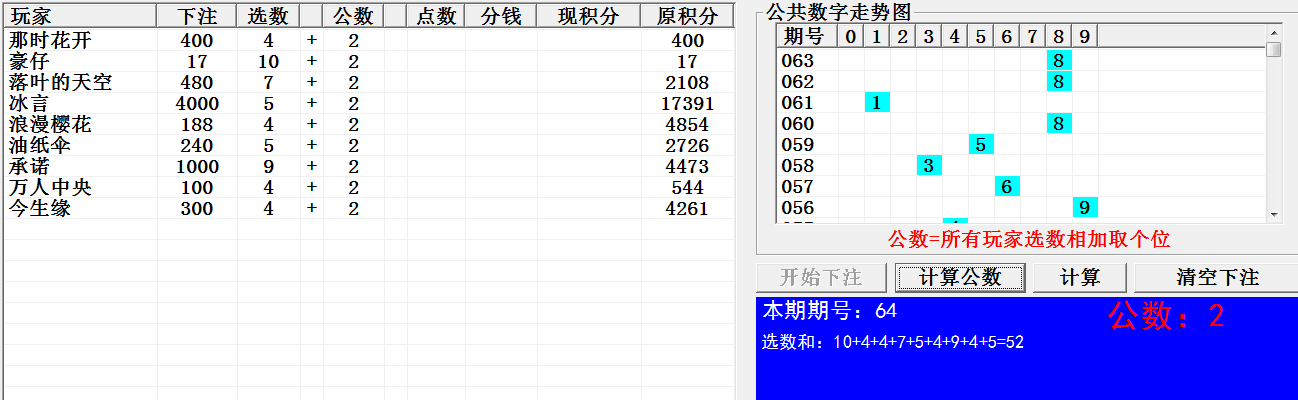 玩家 下注 选数 公数 点数 分钱 现积分 原积分
那时花开 400 4 + 2 400
豪仔 17 10 + 2 17
落叶的天空 480 7 + 2 2108
冰言 4000 5 + 2 17391
浪漫樱花 188 4 + 2 4854
油纸伞 240 5 + 2 2726
承诺 1000 9 + 2 4473
万人中央 100 4 + 2 544
今生缘 300 4 + 2 4261
公共数字走势图
期号 0 1 2 3 4 5 6 7 8 9
063 8
062 8
061 1
060 8
059 5
058 3
057 6
056 9
公数=所有玩家选数相加取个位
开始下注 计算公数 计算 清空下注
本期期号：64 公数：2
选数和：10+4+4+7+5+4+9+4+5=52